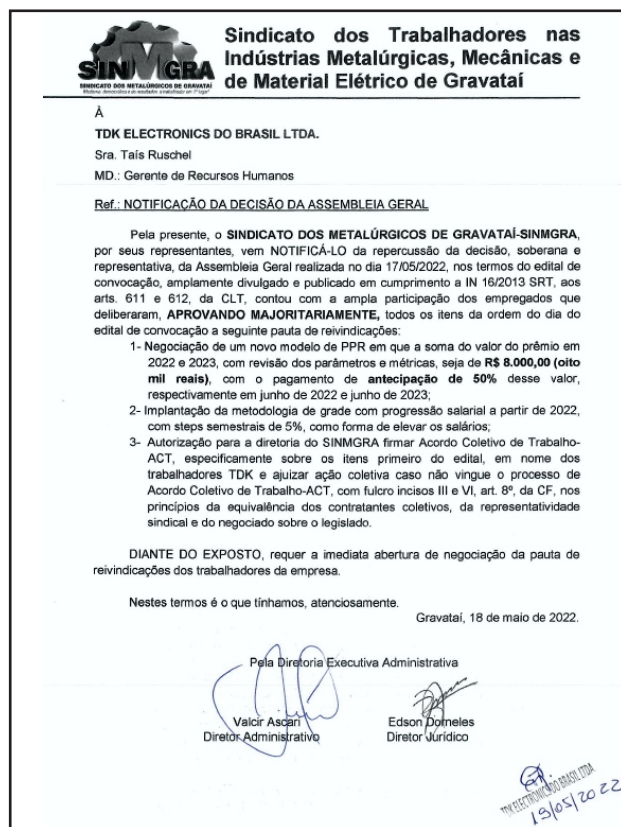 SINMGRA
SINDICATO DOS METALÚRGICOS DE GRAVATAÍ
Sindicato dos Trabalhadores nas
Indústrias Metalúrgicas, Mecânicas e
de Material Elétrico de Gravataí
À
TDK ELECTRONICS DO BRASIL LTDA.
Sra. Taís Ruschel
MD.: Gerente de Recursos Humanos
Ref.: NOTIFICAÇÃO DA DECISÃO DA ASSEMBLEIA GERAL
Pela presente, o SINDICATO DOS METALÚRGICOS DE GRAVATAÍ-SINMGRA,
por seus representantes, vem NOTIFICÁ-LO da repercussão da decisão, soberana e
representativa, da Assembleia Geral realizada no dia 17/05/2022, nos termos do edital de
convocação, amplamente divulgado e publicado em cumprimento a IN 16/2013 SRT, aos
arts. 611 e 612, da CLT, contou com a ampla participação dos empregados que
deliberaram, APROVANDO MAJORITARIAMENTE, todos os itens da ordem do dia do
edital de convocação a seguinte pauta de reivindicações:
1- Negociação de um novo modelo de PPR em que a soma do valor do prêmio em
2022 e 2023, com revisão dos parâmetros e métricas, seja de R$ 8.000,00 (oito
mil reais), com o pagamento de antecipação de 50% desse valor,
respectivamente em junho de 2022 e junho de 2023;
2- Implantação da metodologia de grade com progressão salarial a partir de 2022,
com steps semestrais de 5%, como forma de elevar os salários;
3- Autorização para a diretoria do SINMGRA firmar Acordo Coletivo de Trabalho-
ACT, especificamente sobre os itens primeiro do edital, em nome dos
trabalhadores TDK e ajuizar ação coletiva caso não vingue o processo de
Acordo Coletivo de Trabalho-ACT, com fulcro incisos III e VI, art. 8º, da CF, nos
princípios da equivalência dos contratantes coletivos, da representatividade
sindical e do negociado sobre o legislado.
DIANTE DO EXPOSTO, requer a imediata abertura de negociação da pauta de
reivindicações dos trabalhadores da empresa.
Nestes termos é o que tínhamos, atenciosamente.
Gravataí, 18 de maio de 2022.
Pela Diretoria Executiva Administrativa
Valcir Ascari
Diretor Administrativo
Edson Dorneles
Diretor Jurídico
TDK ELECTRONICS DO BRASIL LTDA
19/05/2022